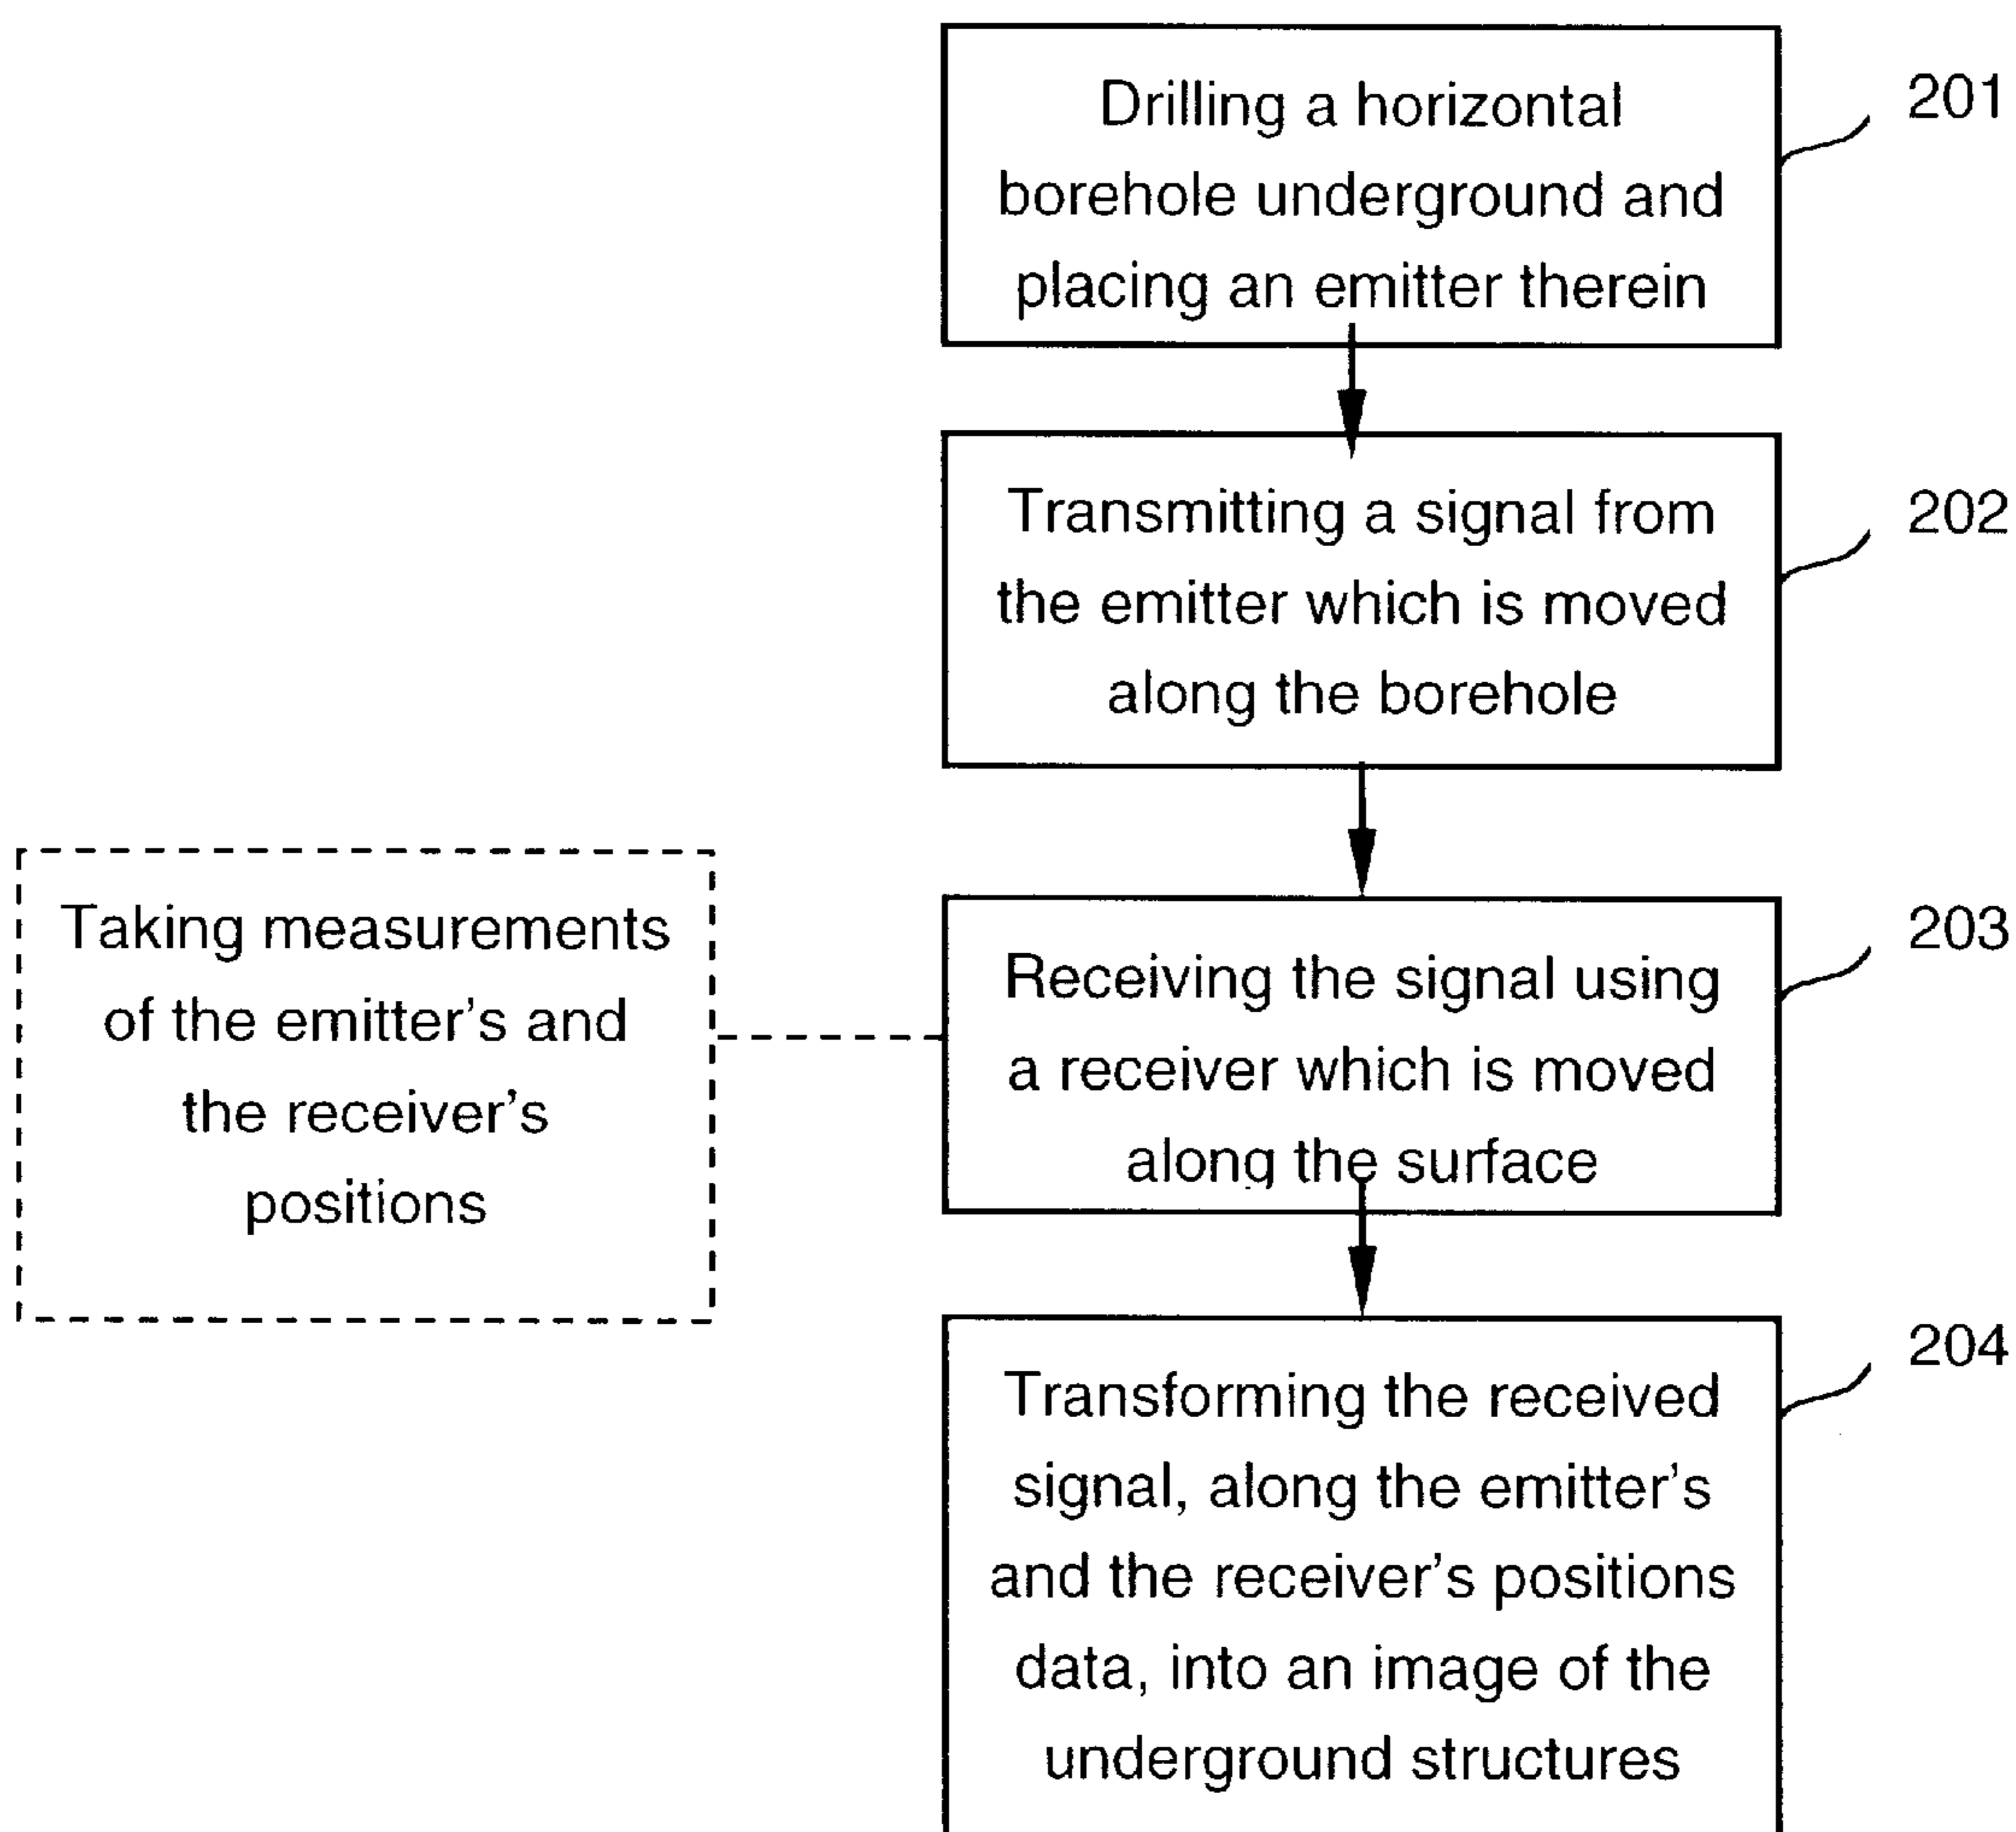 Drilling a horizontal
borehole underground and
placing an emitter therein
201
Transmitting a signal from
the emitter which is moved
along the borehole
202
Taking measurements
of the emitter's and
the receiver's
positions
Receiving the signal using
a receiver which is moved
along the surface
203
Transforming the received
signal, along the emitter's
and the receiver's positions
data, into an image of the
underground structures
204